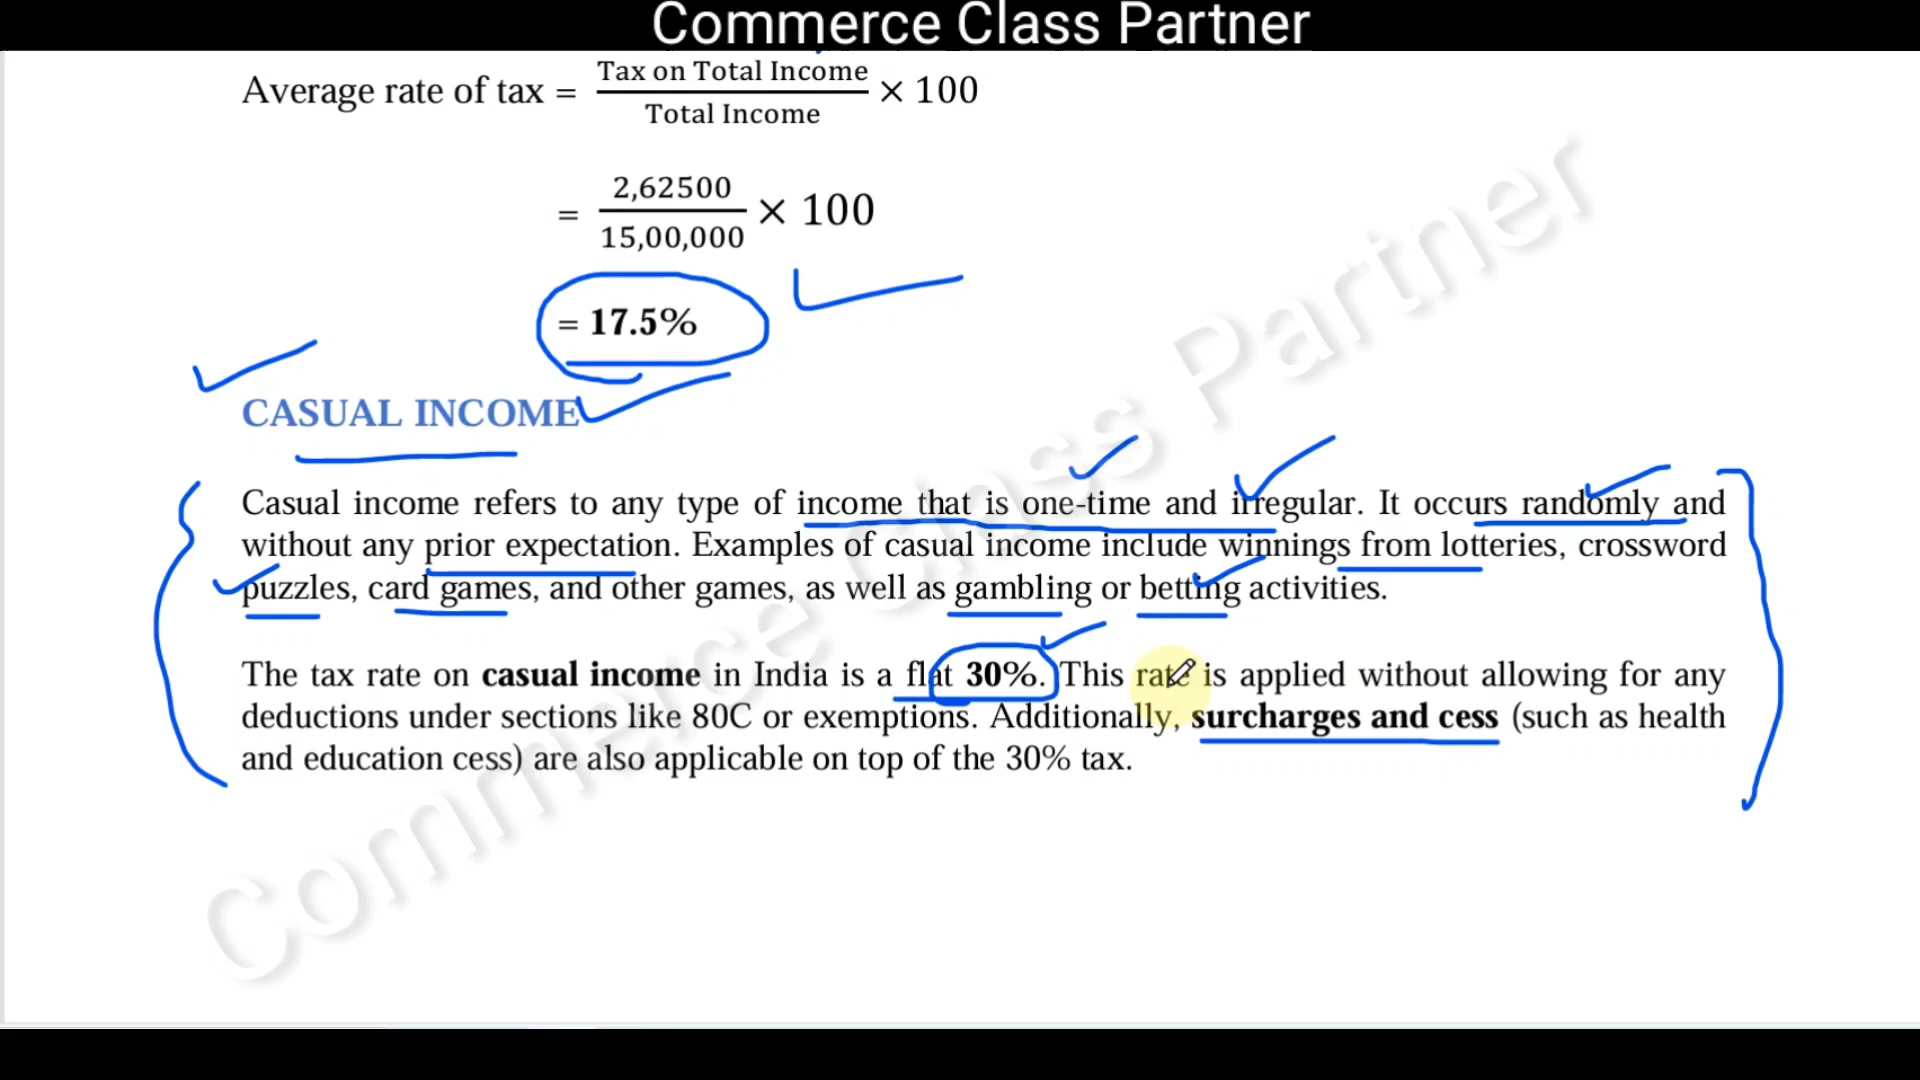 Commerce Class Partner
Average rate of tax = Tax on Total Income / Total Income × 100
= 2,62500 / 15,00,000 × 100
= 17.5%
CASUAL INCOME
Casual income refers to any type of income that is one-time and irregular. It occurs randomly and
without any prior expectation. Examples of casual income include winnings from lotteries, crossword
puzzles, card games, and other games, as well as gambling or betting activities.
The tax rate on casual income in India is a flat 30%. This rate is applied without allowing for any
deductions under sections like 80C or exemptions. Additionally, surcharges and cess (such as health
and education cess) are also applicable on top of the 30% tax.
Commerce Class Partner